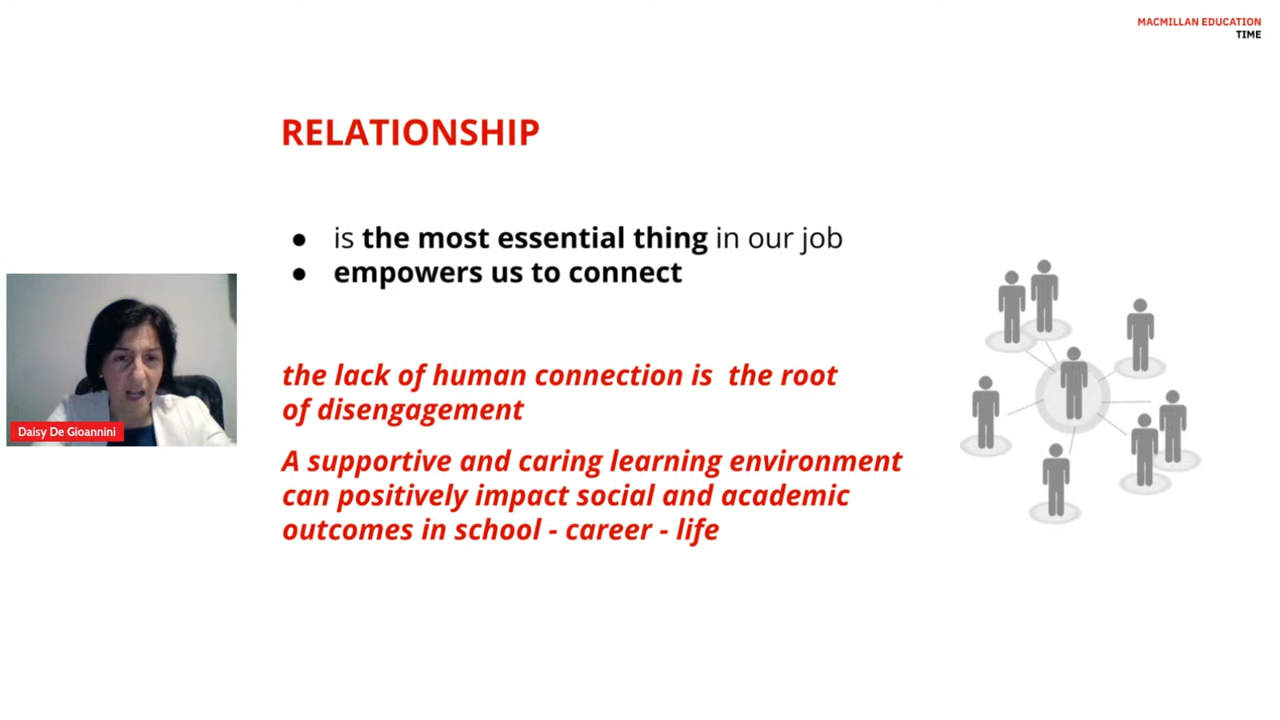 MACMILLAN EDUCATION
TIME
RELATIONSHIP
● is the most essential thing in our job
● empowers us to connect
the lack of human connection is  the root
of disengagement
A supportive and caring learning environment
can positively impact social and academic
outcomes in school - career - life
Daisy De Gioannini